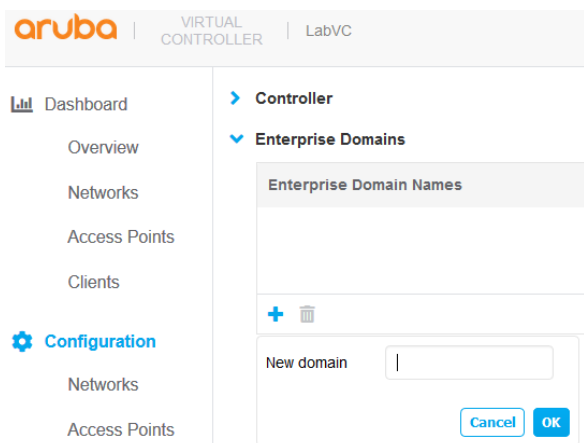 aruba
VIRTUAL
CONTROLLER
LabVC
Dashboard
Overview
Networks
Access Points
Clients
Configuration
Networks
Access Points
Controller
Enterprise Domains
Enterprise Domain Names
New domain
Cancel
OK